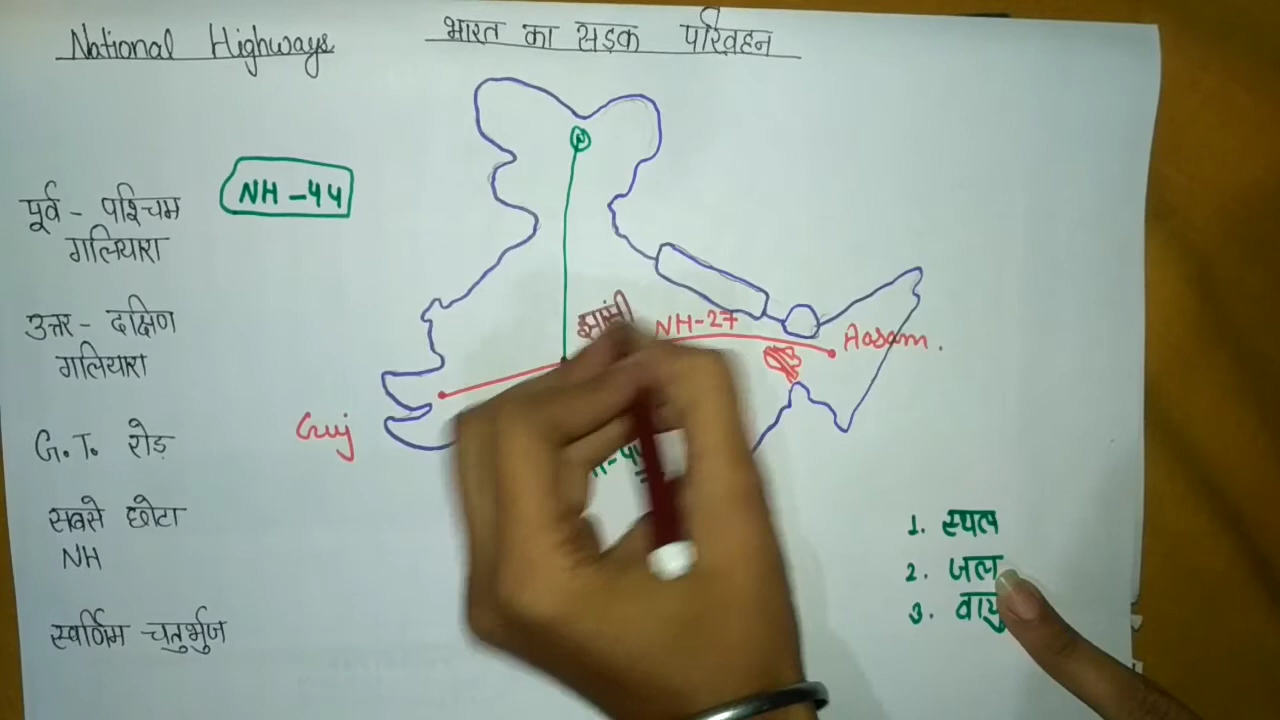 National Highways
भारत का सड़क परिवहन
NH-44
पूर्व - पश्चिम
गलियारा
उत्तर - दक्षिण
गलियारा
G. T. रोड़
सबसे छोटा
NH
स्वर्णिम चतुर्भुज
झांसी
NH-27
Aasam.
Guj
1. स्थल
2. जल
3. वायु